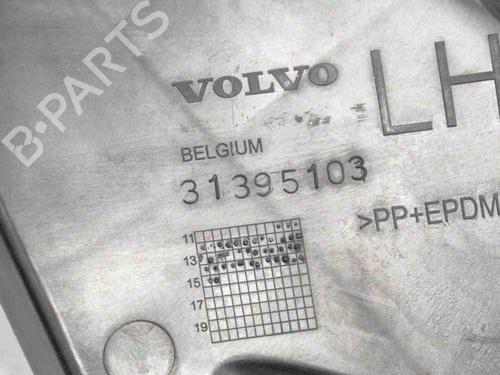 B-PARTS
VOLVO
LH
BELGIUM
31395103
>PP+EPDM
11
13
15
17
19